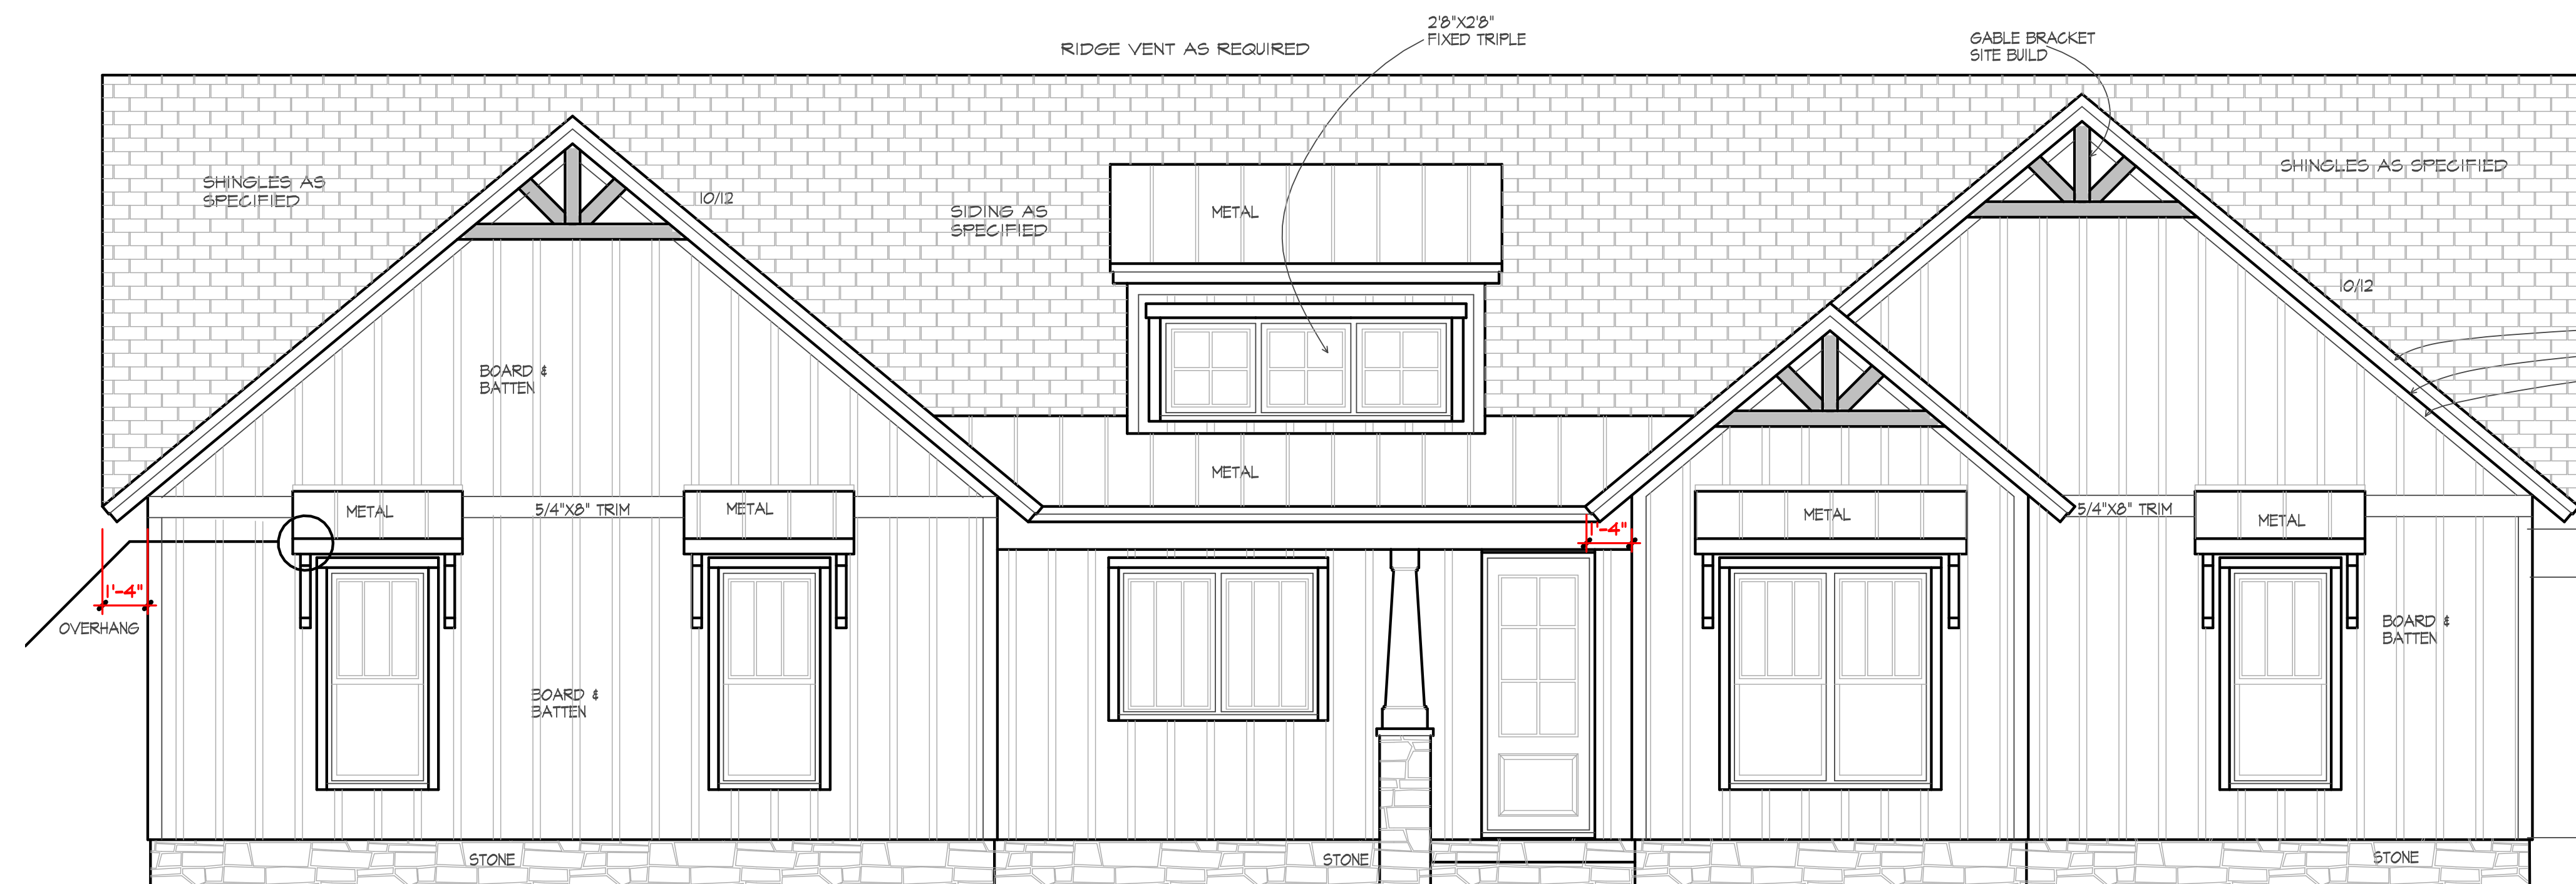 2'8"X2'8"
FIXED TRIPLE
RIDGE VENT AS REQUIRED
GABLE BRACKET
SITE BUILD
SHINGLES AS
SPECIFIED
10/12
SIDING AS
SPECIFIED
METAL
SHINGLES AS SPECIFIED
10/12
BOARD &
BATTEN
METAL
METAL
5/4"X8" TRIM
METAL
METAL
5/4"X8" TRIM
METAL
1'-4"
1'-4"
OVERHANG
BOARD &
BATTEN
BOARD &
BATTEN
STONE
STONE
STONE